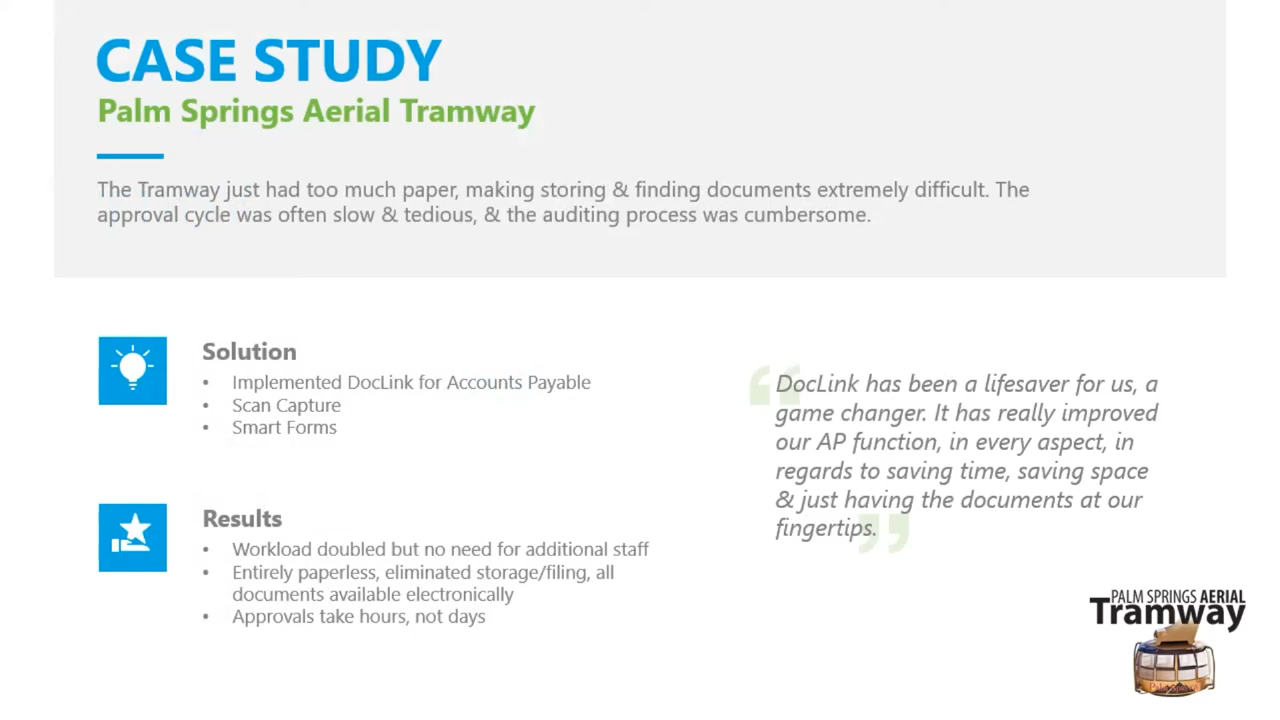 CASE STUDY
Palm Springs Aerial Tramway
The Tramway just had too much paper, making storing & finding documents extremely difficult. The
approval cycle was often slow & tedious, & the auditing process was cumbersome.
Solution
• Implemented DocLink for Accounts Payable
• Scan Capture
• Smart Forms
Results
• Workload doubled but no need for additional staff
• Entirely paperless, eliminated storage/filing, all
documents available electronically
• Approvals take hours, not days
“DocLink has been a lifesaver for us, a
game changer. It has really improved
our AP function, in every aspect, in
regards to saving time, saving space
& just having the documents at our
fingertips.”
PALM SPRINGS AERIAL
Tramway
Palm Springs